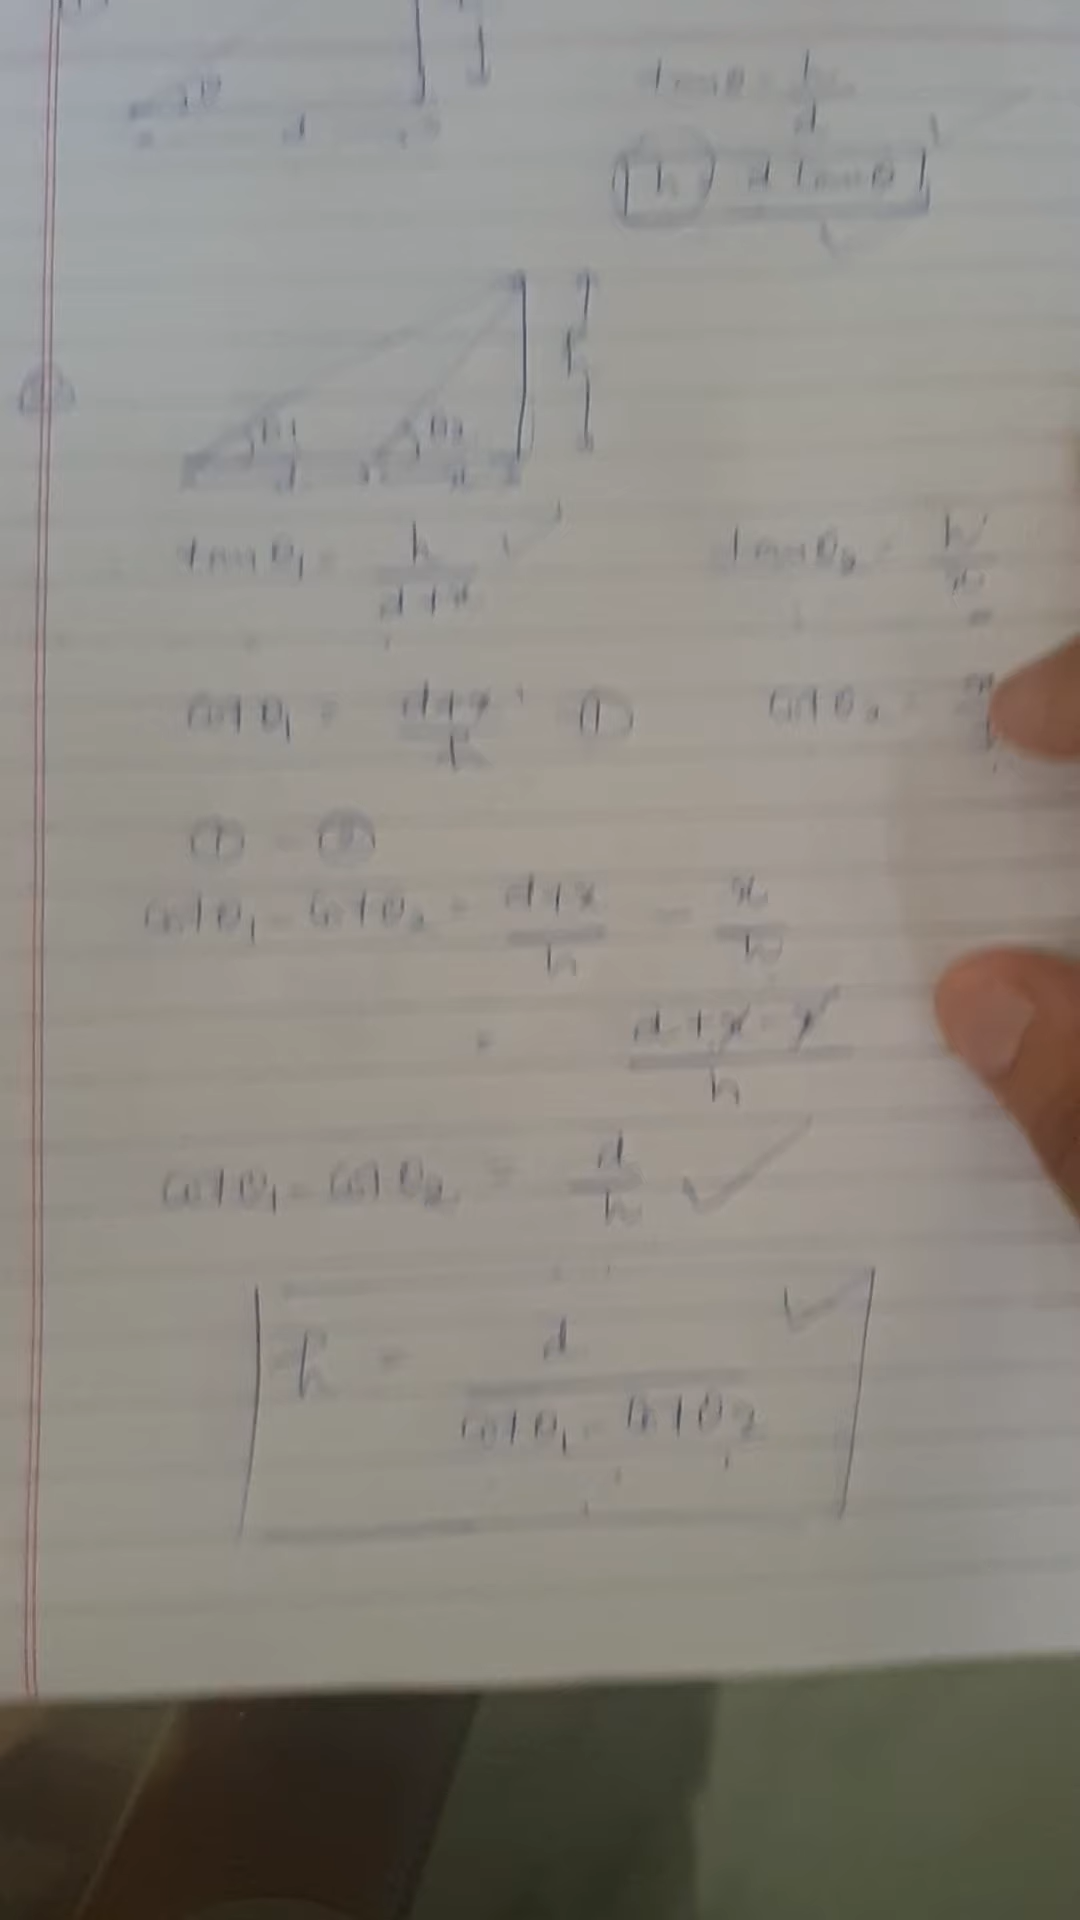 θ
d
tanθ = h/d
h = d tanθ
θ1 θ2 h
d x
tanθ1 = h/(d+x) tanθ2 = h/x
cotθ1 = (d+x)/h ① cotθ2 = x/h
① - ②
cotθ1 - cotθ2 = (d+x)/h - x/h
= (d+x-x)/h
cotθ1 - cotθ2 = d/h
h = d/(cotθ1 - cotθ2)